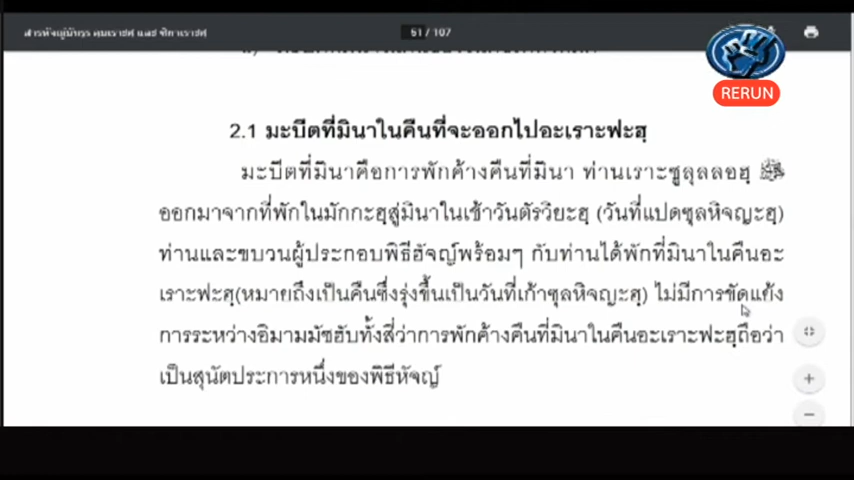 61 / 107
RERUN
2.1 มะบีตที่มินาในคืนที่จะออกไปอะเราะฟะฮฺ
มะบีตที่มินาคือการพักค้างคืนที่มินา ท่านเราะซูลุลลอฮฺ ﷺ
ออกมาจากที่พักในมักกะฮฺสู่มินาในเช้าวันตัรวิยะฮฺ (วันที่แปดซุลหิจญะฮฺ)
ท่านและขบวนผู้ประกอบพิธีฮัจญ์พร้อมๆ กับท่านได้พักที่มินาในคืนอะ
เราะฟะฮฺ(หมายถึงเป็นคืนซึ่งรุ่งขึ้นเป็นวันที่เก้าซุลหิจญะฮฺ) ไม่มีการขัดแย้ง
การระหว่างอิมามมัซฮับทั้งสี่ว่าการพักค้างคืนที่มินาในคืนอะเราะฟะฮฺถือว่า
เป็นสุนัตประการหนึ่งของพิธีหัจญ์